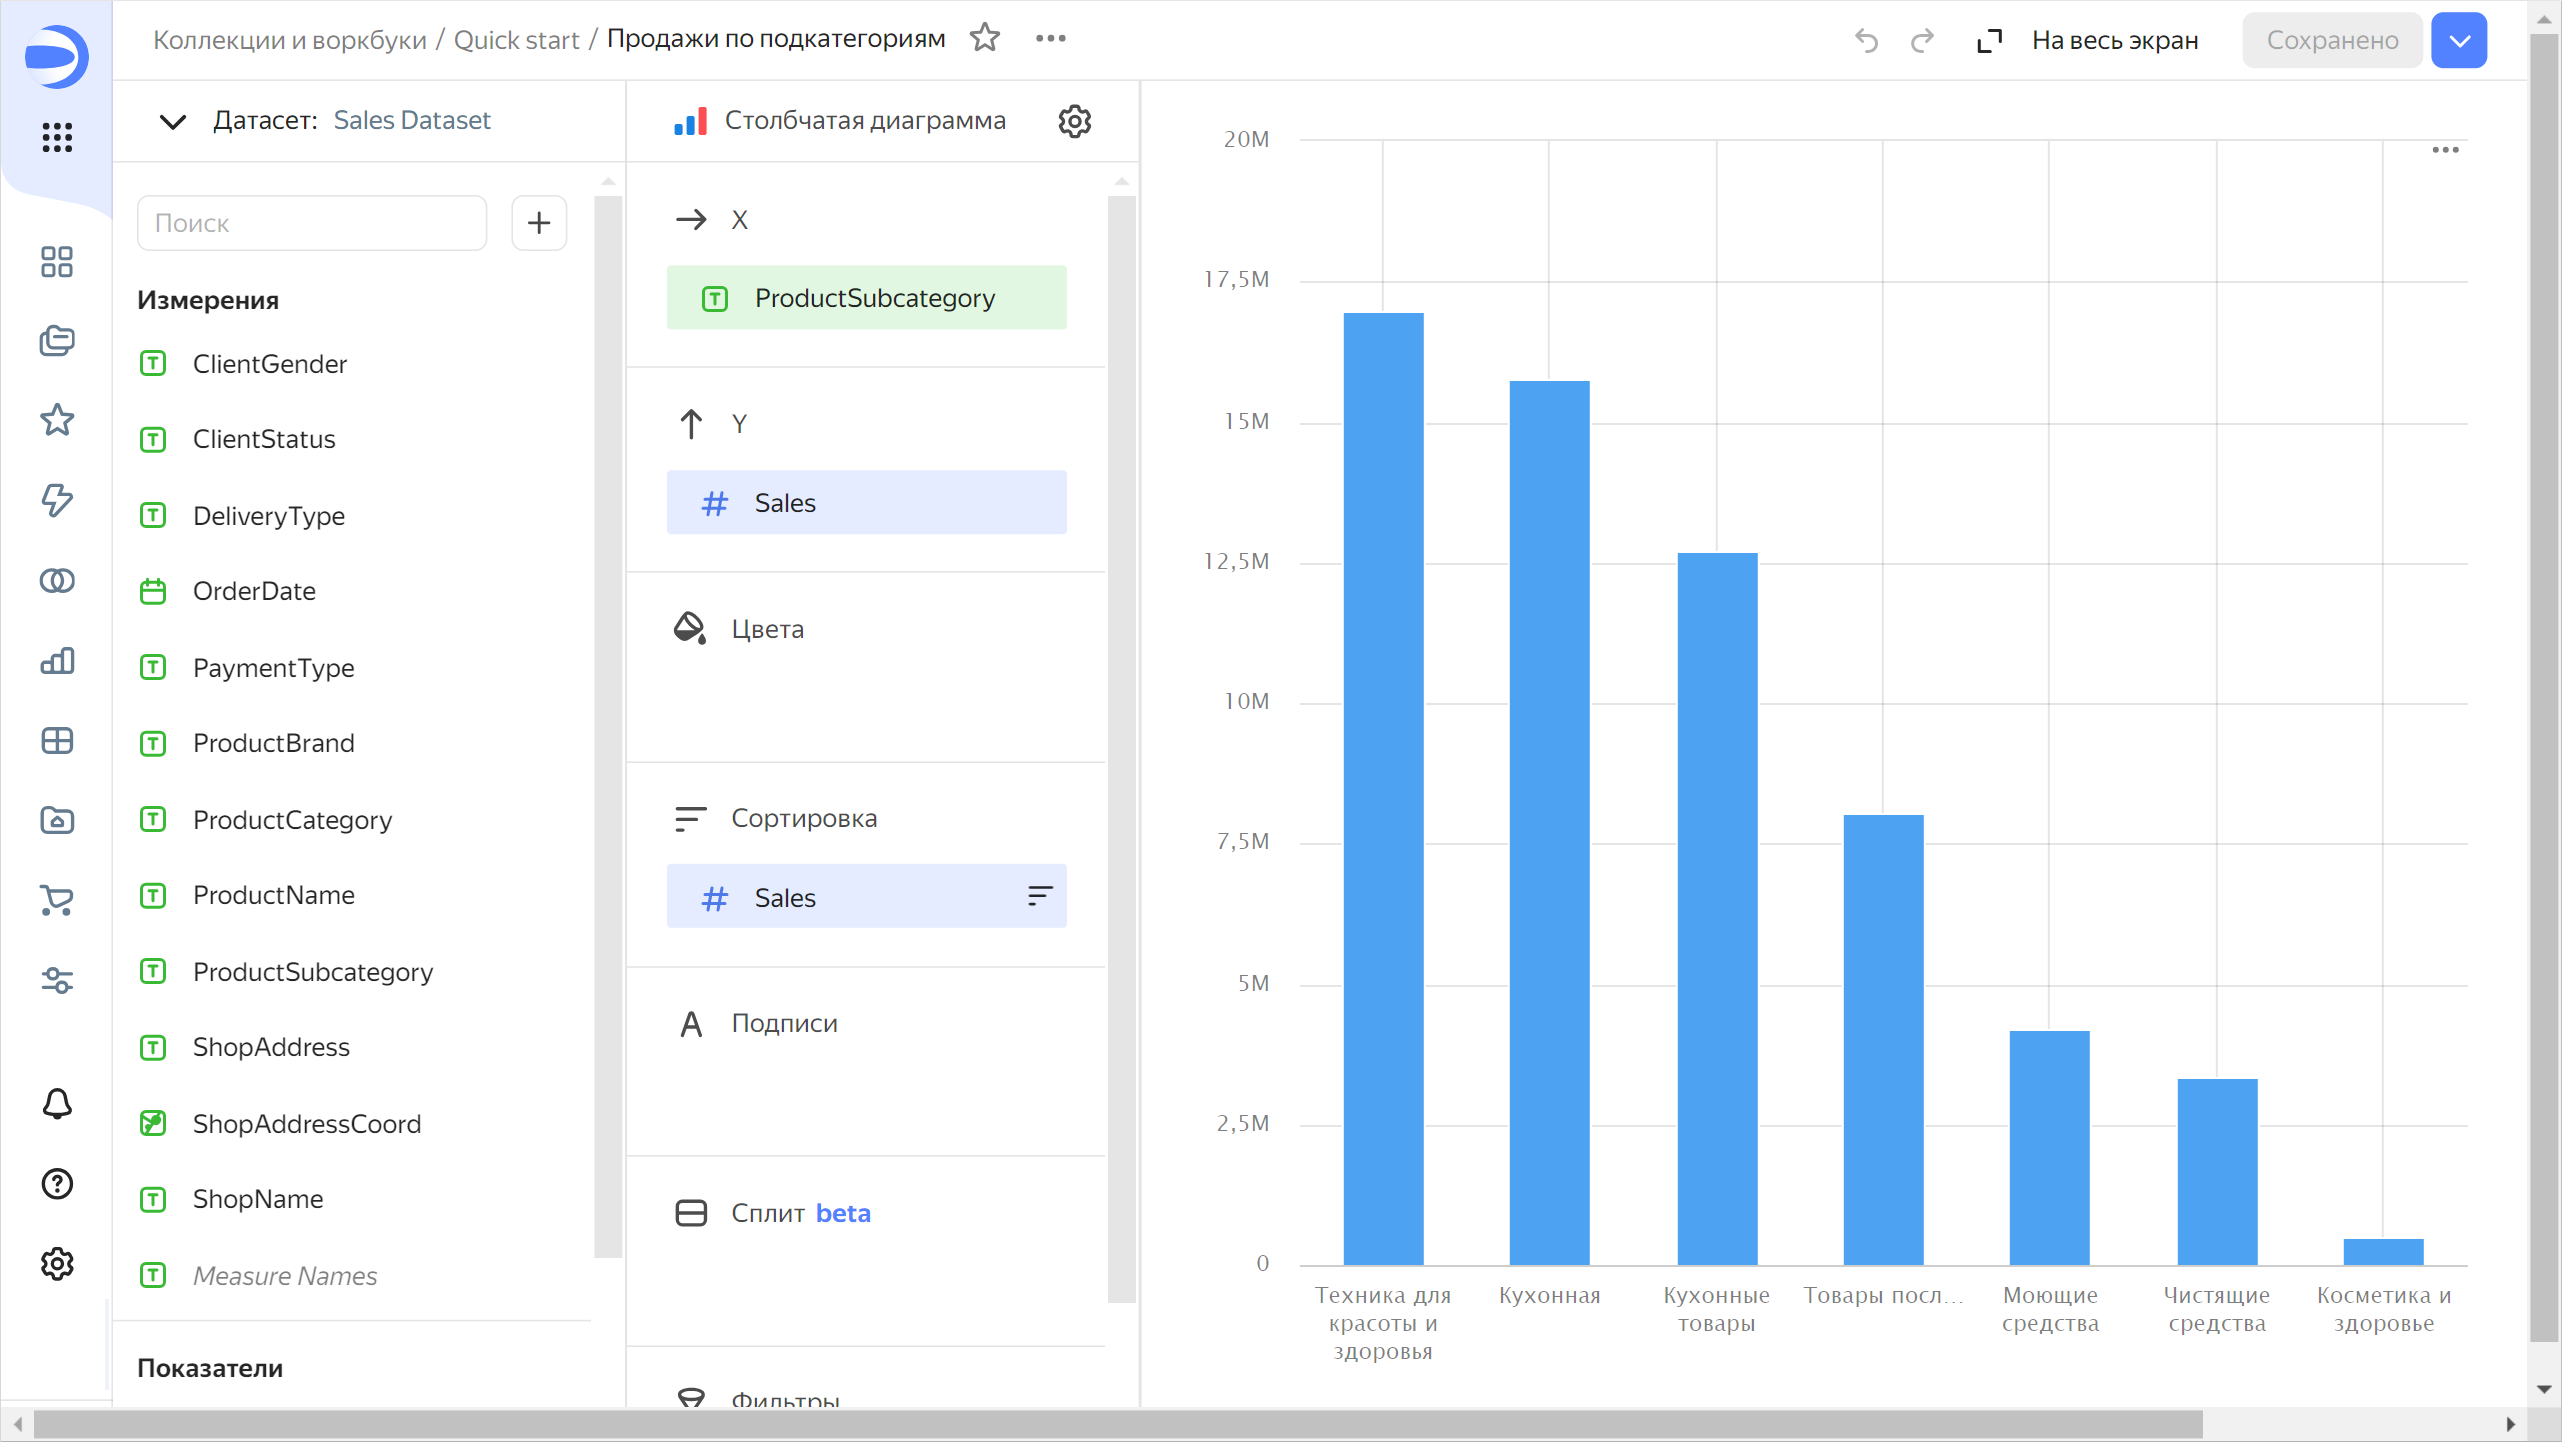 Коллекции и воркбуки / Quick start / Продажи по подкатегориям
На весь экран
Сохранено
Датасет: Sales Dataset
Поиск
Измерения
ClientGender
ClientStatus
DeliveryType
OrderDate
PaymentType
ProductBrand
ProductCategory
ProductName
ProductSubcategory
ShopAddress
ShopAddressCoord
ShopName
Measure Names
Показатели
Столбчатая диаграмма
X
ProductSubcategory
Y
Sales
Цвета
Сортировка
Sales
Подписи
Сплит beta
Фильтры
20M
17,5M
15M
12,5M
10M
7,5M
5M
2,5M
0
Техника для
красоты и
здоровья
Кухонная
Кухонные
товары
Товары посл...
Моющие
средства
Чистящие
средства
Косметика и
здоровье